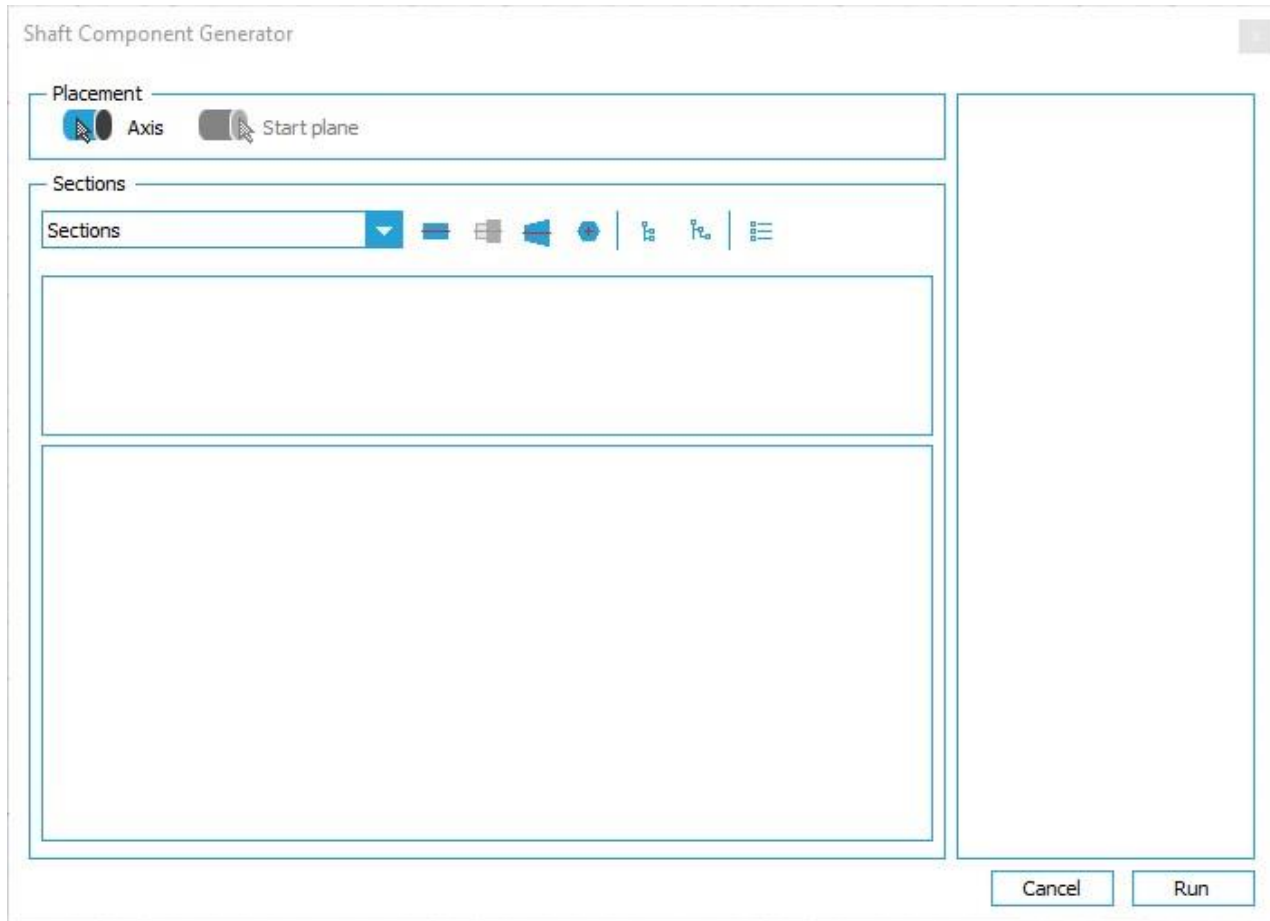 Shaft Component Generator
Placement
Axis Start plane
Sections
Sections
Cancel Run